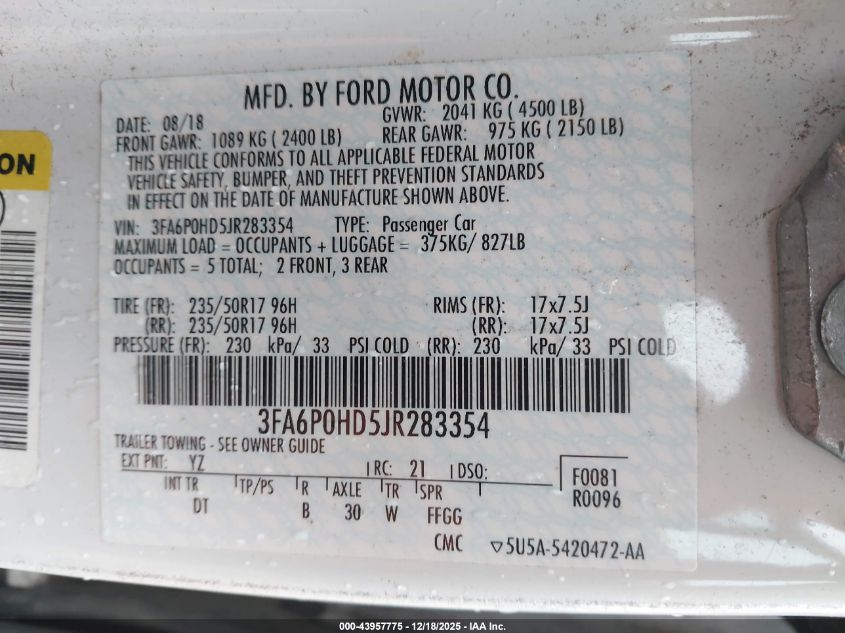 MFD. BY FORD MOTOR CO.
DATE: 08/18 GVWR: 2041 KG ( 4500 LB)
FRONT GAWR: 1089 KG ( 2400 LB) REAR GAWR: 975 KG ( 2150 LB)
THIS VEHICLE CONFORMS TO ALL APPLICABLE FEDERAL MOTOR
VEHICLE SAFETY, BUMPER, AND THEFT PREVENTION STANDARDS
IN EFFECT ON THE DATE OF MANUFACTURE SHOWN ABOVE.
ON
VIN: 3FA6P0HD5JR283354 TYPE: Passenger Car
MAXIMUM LOAD = OCCUPANTS + LUGGAGE = 375KG/ 827LB
OCCUPANTS = 5 TOTAL; 2 FRONT, 3 REAR
TIRE (FR): 235/50R17 96H RIMS (FR): 17x7.5J
(RR): 235/50R17 96H (RR): 17x7.5J
PRESSURE (FR): 230 kPa/ 33 PSI COLD (RR): 230 kPa/ 33 PSI COLD
3FA6P0HD5JR283354
TRAILER TOWING - SEE OWNER GUIDE
EXT PNT: YZ RC: 21 DSO: F0081
INT TR TP/PS R AXLE TR SPR R0096
DT B 30 W FFGG
CMC ▽5U5A-5420472-AA
000-43957775 - 12/18/2025 - IAA Inc.